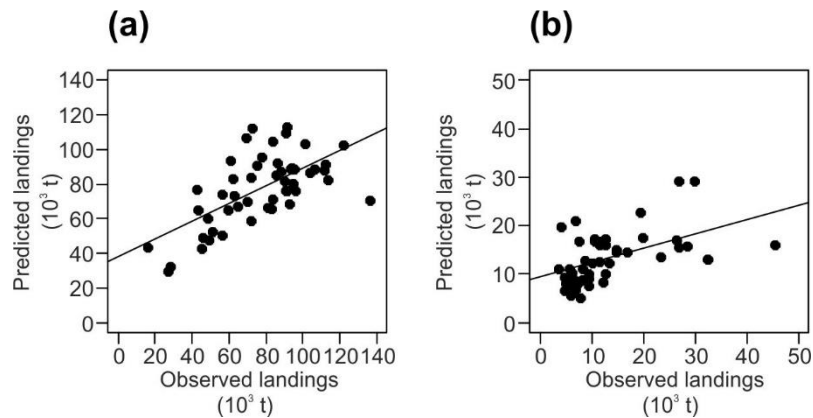 (a)
Predicted landings
(10³ t)
140
120
100
80
60
40
20
0
0 20 40 60 80 100 120 140
Observed landings
(10³ t)
(b)
Predicted landings
(10³ t)
50
40
30
20
10
0
0 10 20 30 40 50
Observed landings
(10³ t)